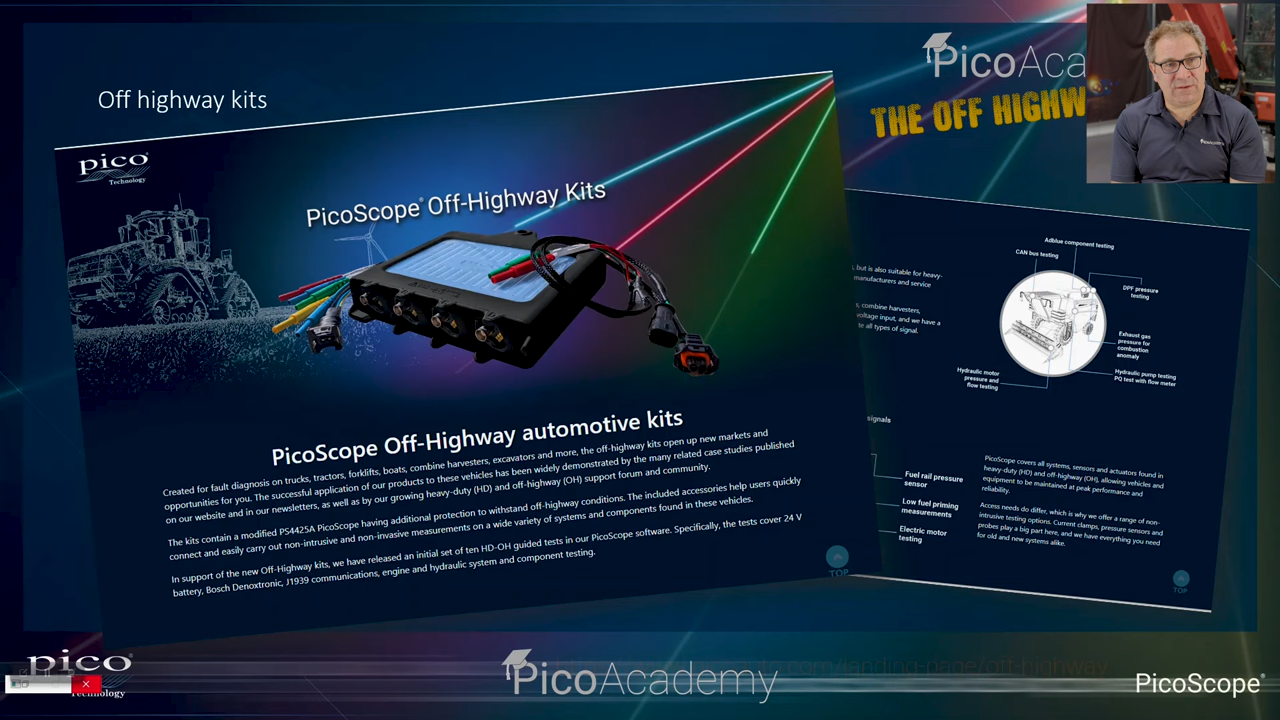 Off highway kits
PicoAca
THE OFF HIGHW
pico
Technology
PicoScope® Off-Highway Kits
PicoScope Off-Highway automotive kits
Created for fault diagnosis on trucks, tractors, forklifts, boats, combine harvesters, excavators and more, the off-highway kits open up new markets and
opportunities for you. The successful application of our products to these vehicles has been widely demonstrated by the many related case studies published
on our website and in our newsletters, as well as by our growing heavy-duty (HD) and off-highway (OH) support forum and community.
The kits contain a modified PS4425A PicoScope having additional protection to withstand off-highway conditions. The included accessories help users quickly
connect and easily carry out non-intrusive and non-invasive measurements on a wide variety of systems and components found in these vehicles.
In support of the new Off-Highway kits, we have released an initial set of ten HD-OH guided tests in our PicoScope software. Specifically, the tests cover 24 V
battery, Bosch Denoxtronic, J1939 communications, engine and hydraulic system and component testing.
TOP
, but is also suitable for heavy-
manufacturers and service
s, combine harvesters,
voltage input, and we have a
te all types of signal.
Adblue component testing
CAN bus testing
DPF pressure
testing
Exhaust gas
pressure for
combustion
anomaly
Hydraulic pump testing
PQ test with flow meter
Hydraulic motor
pressure and
flow testing
signals
Fuel rail pressure
sensor
Low fuel priming
measurements
Electric motor
testing
PicoScope covers all systems, sensors and actuators found in
heavy-duty (HD) and off-highway (OH), allowing vehicles and
equipment to be maintained at peak performance and
reliability.
Access needs do differ, which is why we offer a range of non-
intrusive testing options. Current clamps, pressure sensors and
probes play a big part here, and we have everything you need
for old and new systems alike.
TOP
pico
Technology
PicoAcademy
.com/landing-page/off-highway
PicoScope®